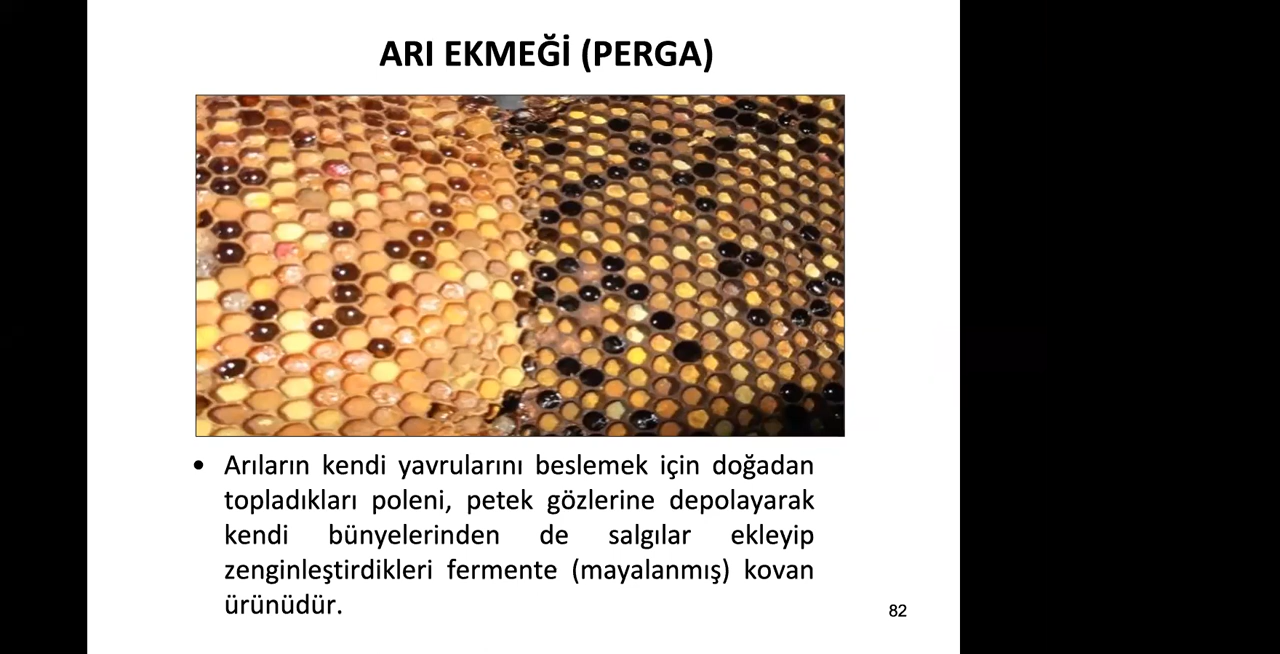 ARI EKMEĞİ (PERGA)
• Arıların kendi yavrularını beslemek için doğadan
topladıkları poleni, petek gözlerine depolayarak
kendi bünyelerinden de salgılar ekleyip
zenginleştirdikleri fermente (mayalanmış) kovan
ürünüdür.
82